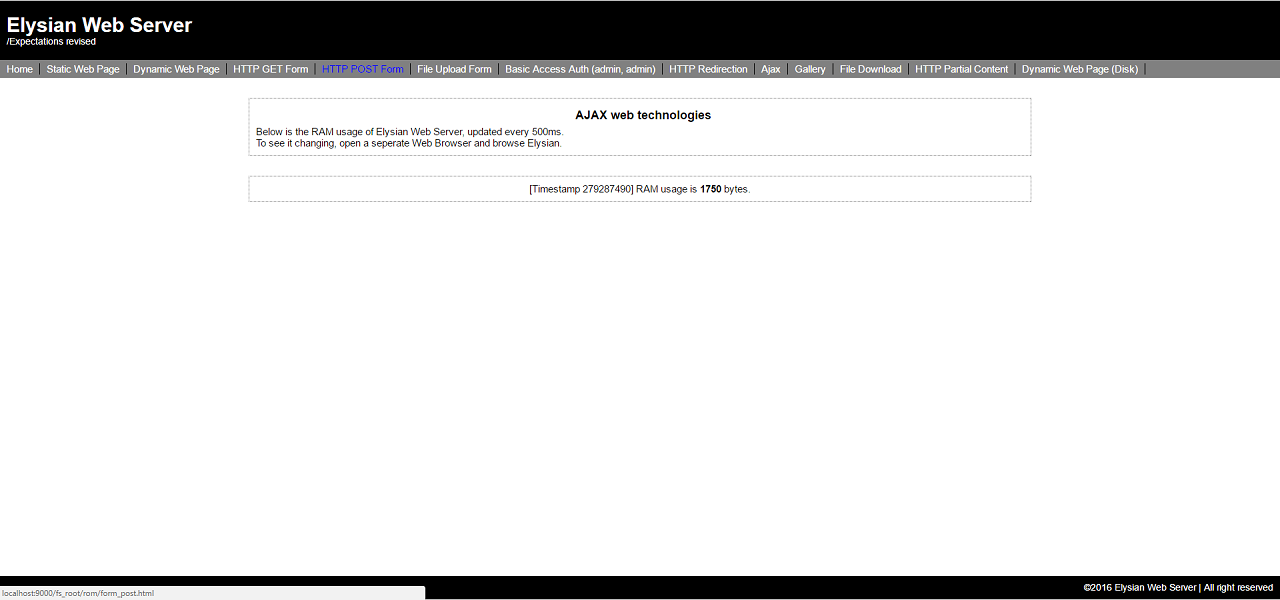 Elysian Web Server
/Expectations revised
Home | Static Web Page | Dynamic Web Page | HTTP GET Form | HTTP POST Form | File Upload Form | Basic Access Auth (admin, admin) | HTTP Redirection | Ajax | Gallery | File Download | HTTP Partial Content | Dynamic Web Page (Disk) |
AJAX web technologies
Below is the RAM usage of Elysian Web Server, updated every 500ms.
To see it changing, open a seperate Web Browser and browse Elysian.
[Timestamp 279287490] RAM usage is 1750 bytes.
©2016 Elysian Web Server | All right reserved
localhost:9000/fs_root/rom/form_post.html